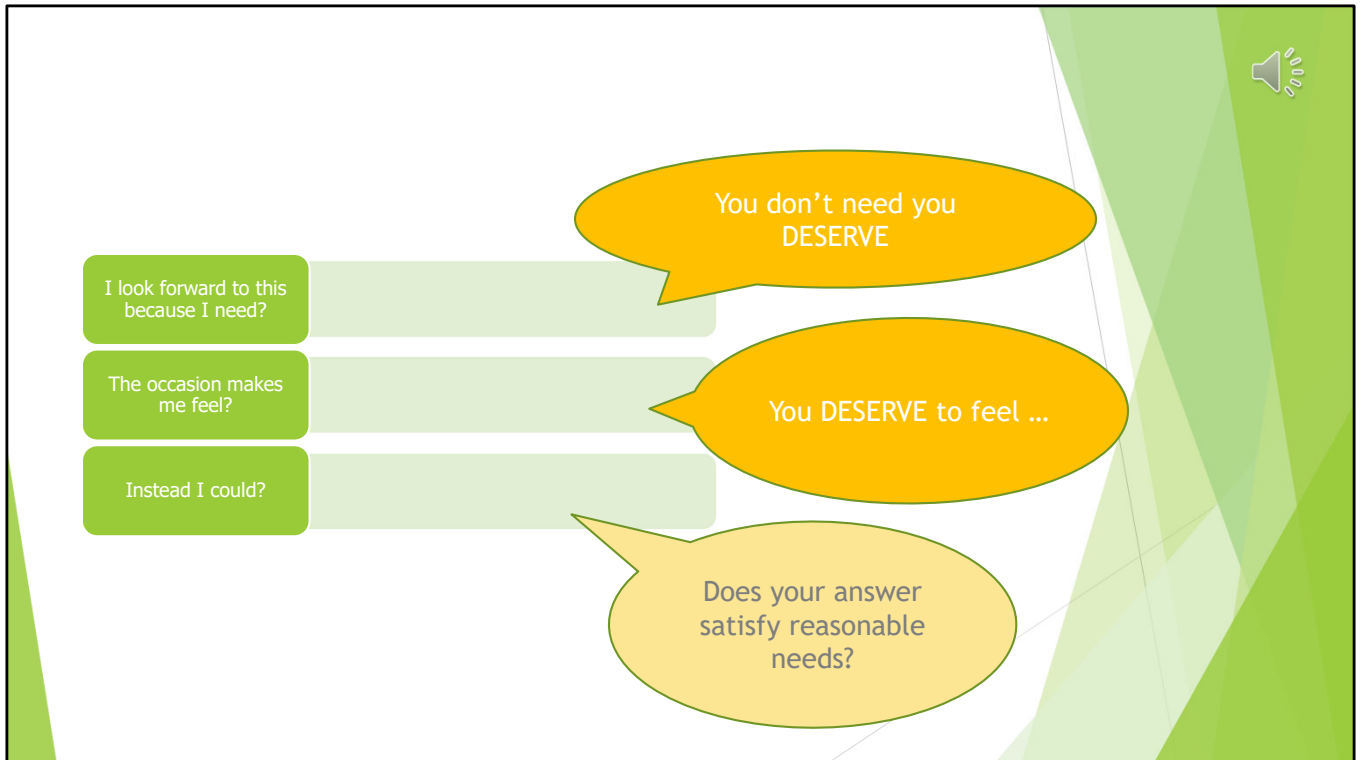 You don’t need you
DESERVE
I look forward to this
because I need?
The occasion makes
me feel?
You DESERVE to feel …
Instead I could?
Does your answer
satisfy reasonable
needs?